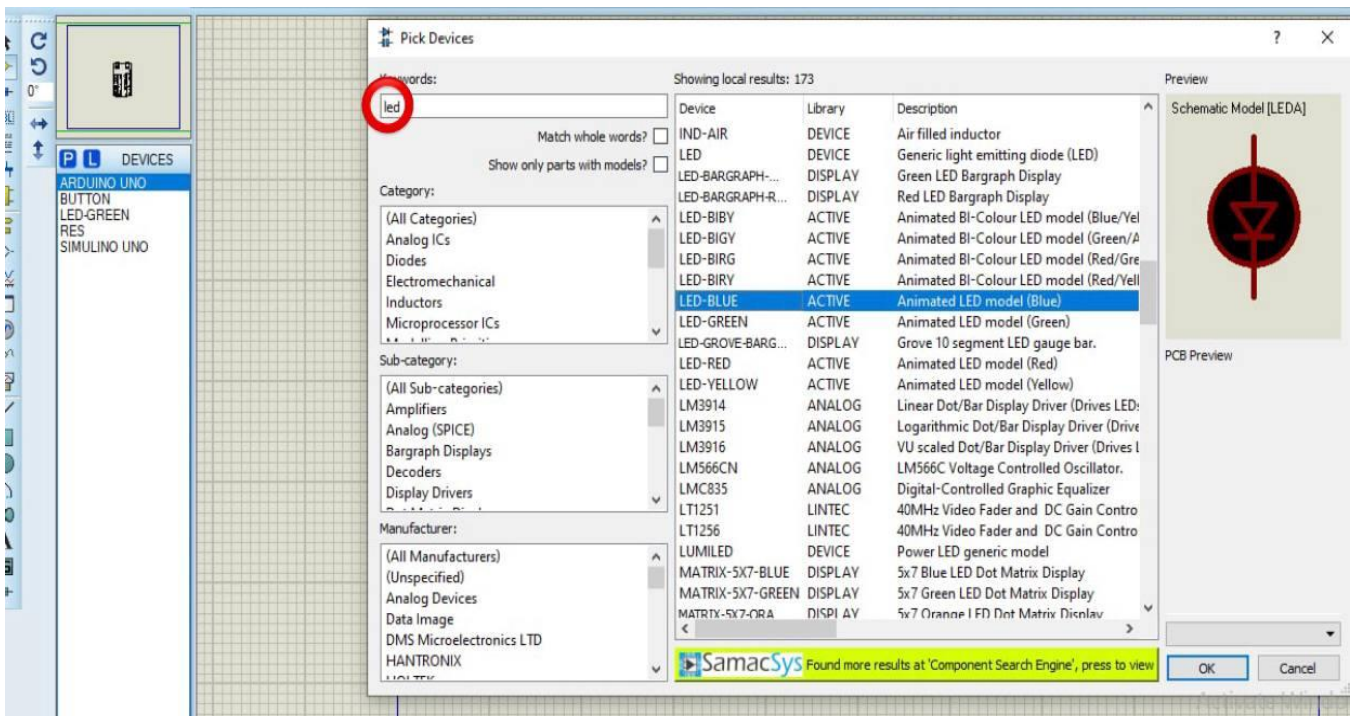 Pick Devices
?
0°
Keywords:
led
Match whole words?
Show only parts with models?
Category:
(All Categories)
Analog ICs
Diodes
Electromechanical
Inductors
Microprocessor ICs
Sub-category:
(All Sub-categories)
Amplifiers
Analog (SPICE)
Bargraph Displays
Decoders
Display Drivers
Manufacturer:
(All Manufacturers)
(Unspecified)
Analog Devices
Data Image
DMS Microelectronics LTD
HANTRONIX
P L DEVICES
ARDUINO UNO
BUTTON
LED-GREEN
RES
SIMULINO UNO
Showing local results: 173
Device Library Description
IND-AIR DEVICE Air filled inductor
LED DEVICE Generic light emitting diode (LED)
LED-BARGRAPH-... DISPLAY Green LED Bargraph Display
LED-BARGRAPH-R... DISPLAY Red LED Bargraph Display
LED-BIBY ACTIVE Animated BI-Colour LED model (Blue/Yel
LED-BIGY ACTIVE Animated BI-Colour LED model (Green/A
LED-BIRG ACTIVE Animated BI-Colour LED model (Red/Gre
LED-BIRY ACTIVE Animated BI-Colour LED model (Red/Yell
LED-BLUE ACTIVE Animated LED model (Blue)
LED-GREEN ACTIVE Animated LED model (Green)
LED-GROVE-BARG... DISPLAY Grove 10 segment LED gauge bar.
LED-RED ACTIVE Animated LED model (Red)
LED-YELLOW ACTIVE Animated LED model (Yellow)
LM3914 ANALOG Linear Dot/Bar Display Driver (Drives LED
LM3915 ANALOG Logarithmic Dot/Bar Display Driver (Drive
LM3916 ANALOG VU scaled Dot/Bar Display Driver (Drives L
LM566CN ANALOG LM566C Voltage Controlled Oscillator.
LMC835 ANALOG Digital-Controlled Graphic Equalizer
LT1251 LINTEC 40MHz Video Fader and DC Gain Contro
LT1256 LINTEC 40MHz Video Fader and DC Gain Contro
LUMILED DEVICE Power LED generic model
MATRIX-5X7-BLUE DISPLAY 5x7 Blue LED Dot Matrix Display
MATRIX-5X7-GREEN DISPLAY 5x7 Green LED Dot Matrix Display
MATRIX-5X7-ORA DISPLAY 5x7 Orange LED Dot Matrix Display
SamacSys Found more results at 'Component Search Engine', press to view
Preview
Schematic Model [LEDA]
PCB Preview
OK
Cancel